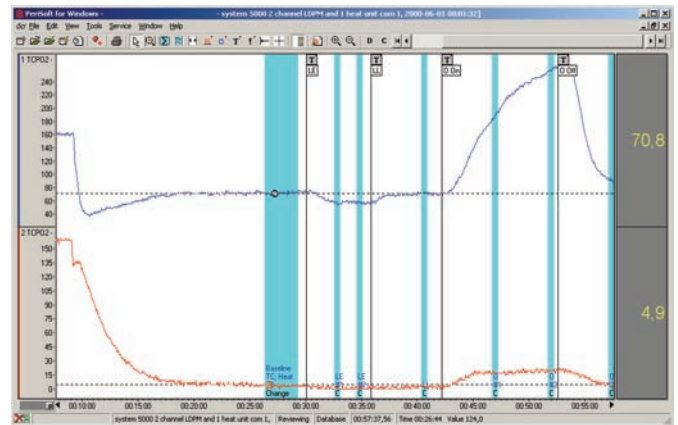 PeriSoft for Windows -                         - system 5000 2 channel LDPM and 1 heat unit com 1, 2000-06-01 00:01:32]
File Edit View Tools Service Window Help
D C
1 TCPO2 -
T T T T
LE LL O On O Off
240
220
200
180
160
140
120
100
80
60
40
70,8
2 TCPO2 -
150
135
120
105
90
75
60
45
30
15
0
4,9
Baseline
TC, Heat LE LE
Change C C C C C C
00:10:00 00:15:00 00:20:00 00:25:00 00:30:00 00:35:00 00:40:00 00:45:00 00:50:00 00:55:00
system 5000 2 channel LDPM and 1 heat unit com 1, Reviewing Database 00:57:37,56 Time 00:26:44 Value 124,0